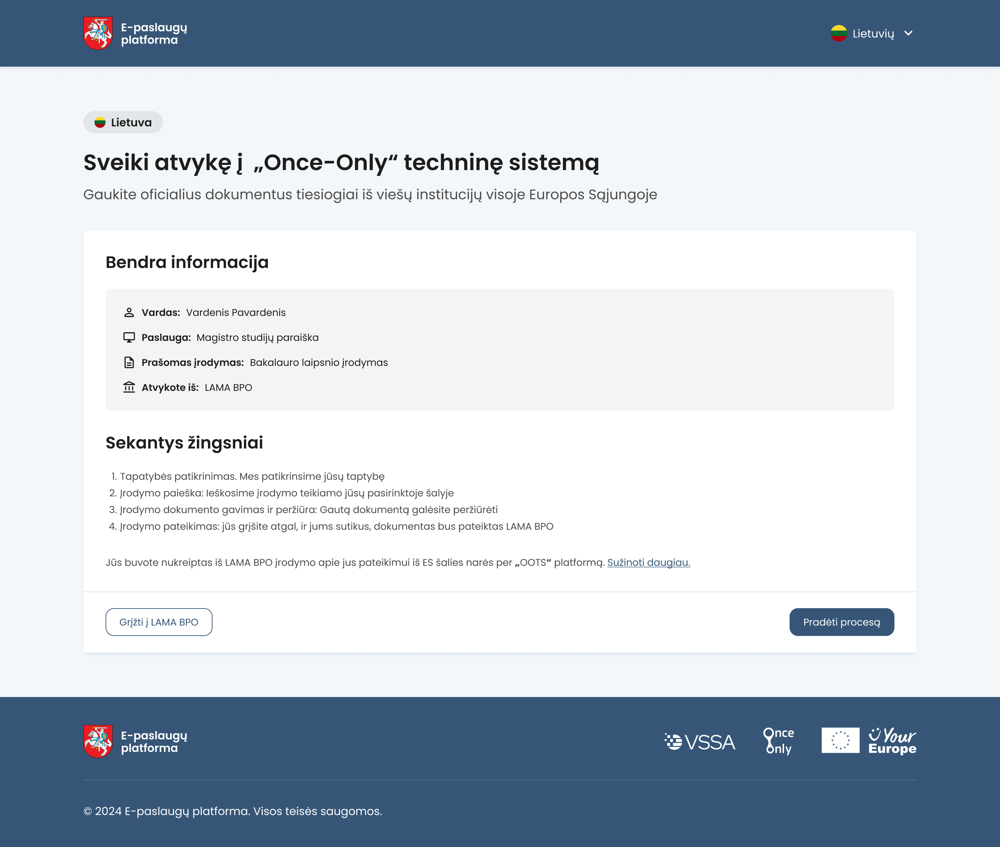 E-paslaugų
platforma
Lietuvių
Lietuva
Sveiki atvykę į „Once-Only“ techninę sistemą
Gaukite oficialius dokumentus tiesiogiai iš viešų institucijų visoje Europos Sąjungoje
Bendra informacija
Vardas: Vardenis Pavardenis
Paslauga: Magistro studijų paraiška
Prašomas įrodymas: Bakalauro laipsnio įrodymas
Atvykote iš: LAMA BPO
Sekantys žingsniai
1. Tapatybės patikrinimas. Mes patikrinsime jūsų taptybę
2. Įrodymo paieška: Ieškosime įrodymo teikiamo jūsų pasirinktoje šalyje
3. Įrodymo dokumento gavimas ir peržiūra: Gautą dokumentą galėsite peržiūrėti
4. Įrodymo pateikimas: jūs grįšite atgal, ir jums sutikus, dokumentas bus pateiktas LAMA BPO
Jūs buvote nukreiptas iš LAMA BPO įrodymo apie jus pateikimui iš ES šalies narės per „OOTS“ platformą. Sužinoti daugiau.
Grįžti į LAMA BPO
Pradėti procesą
E-paslaugų
platforma
VSSA
Once
Only
Your
Europe
© 2024 E-paslaugų platforma. Visos teisės saugomos.